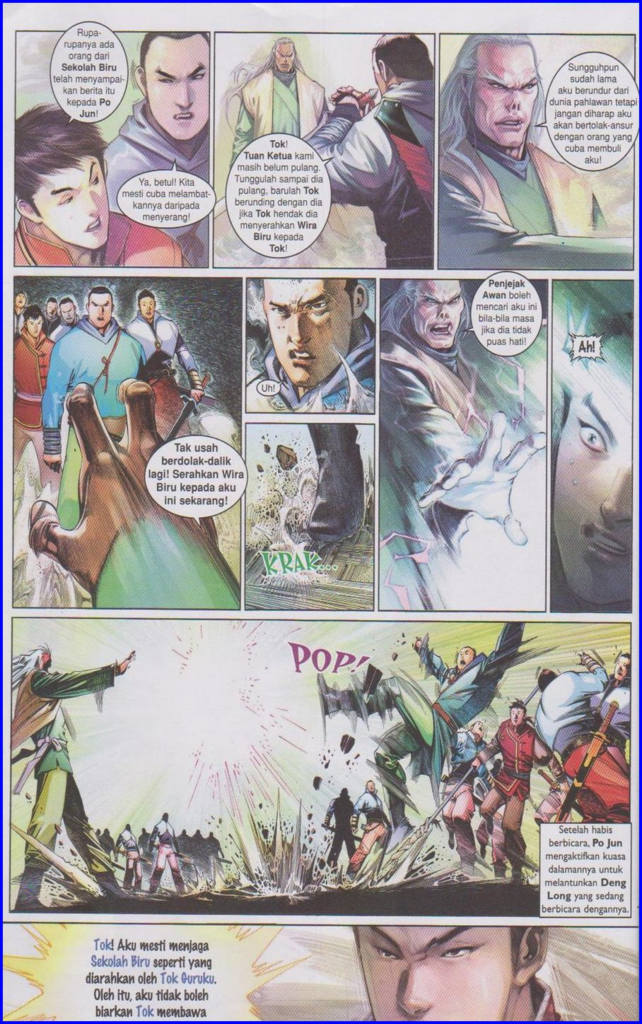 Rupa-
rupanya ada
orang dari
Sekolah Biru
telah menyampai-
kan berita itu
kepada Po
Jun!
Ya, betul! Kita
mesti cuba melambat-
kannya daripada
menyerang!
Tok!
Tuan Ketua kami
masih belum pulang.
Tunggulah sampai dia
pulang, barulah Tok
berunding dengan dia
jika Tok hendak dia
menyerahkan Wira
Biru kepada
Tok!
Sungguhpun
sudah lama
aku berundur dari
dunia pahlawan tetapi
jangan diharap aku
akan bertolak-ansur
dengan orang yang
cuba membuli
aku!
Tak usah
berdolak-dalik
lagi! Serahkan Wira
Biru kepada aku
ini sekarang!
Uh!
KRAK...
Penjejak
Awan boleh
mencari aku ini
bila-bila masa
jika dia tidak
puas hati!
Ah!
POP!
Setelah habis
berbicara, Po Jun
mengaktifkan kuasa
dalamannya untuk
melantunkan Deng
Long yang sedang
berbicara dengannya.
Tok! Aku mesti menjaga
Sekolah Biru seperti yang
diarahkan oleh Tok Guruku.
Oleh itu, aku tidak boleh
biarkan Tok membawa